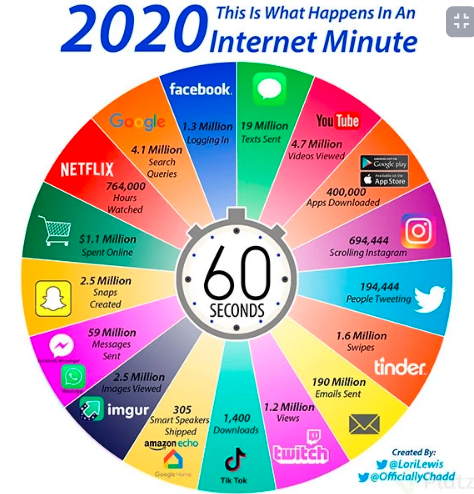 2020 This Is What Happens In An
Internet Minute
facebook.
1.3 Million
Logging In
19 Million
Texts Sent
YouTube
4.7 Million
Videos Viewed
Google play
Available on the
App Store
400,000
Apps Downloaded
694,444
Scrolling Instagram
194,444
People Tweeting
1.6 Million
Swipes
tinder
190 Million
Emails Sent
1.2 Million
Views
twitch
1,400
Downloads
Tik Tok
305
Smart Speakers
Shipped
amazon echo
Google Home
2.5 Million
Images Viewed
imgur
59 Million
Messages
Sent
WhatsApp
2.5 Million
Snaps
Created
$1.1 Million
Spent Online
NETFLIX
764,000
Hours
Watched
Google
4.1 Million
Search
Queries
60
SECONDS
Created By:
@LoriLewis
@OfficiallyChadd